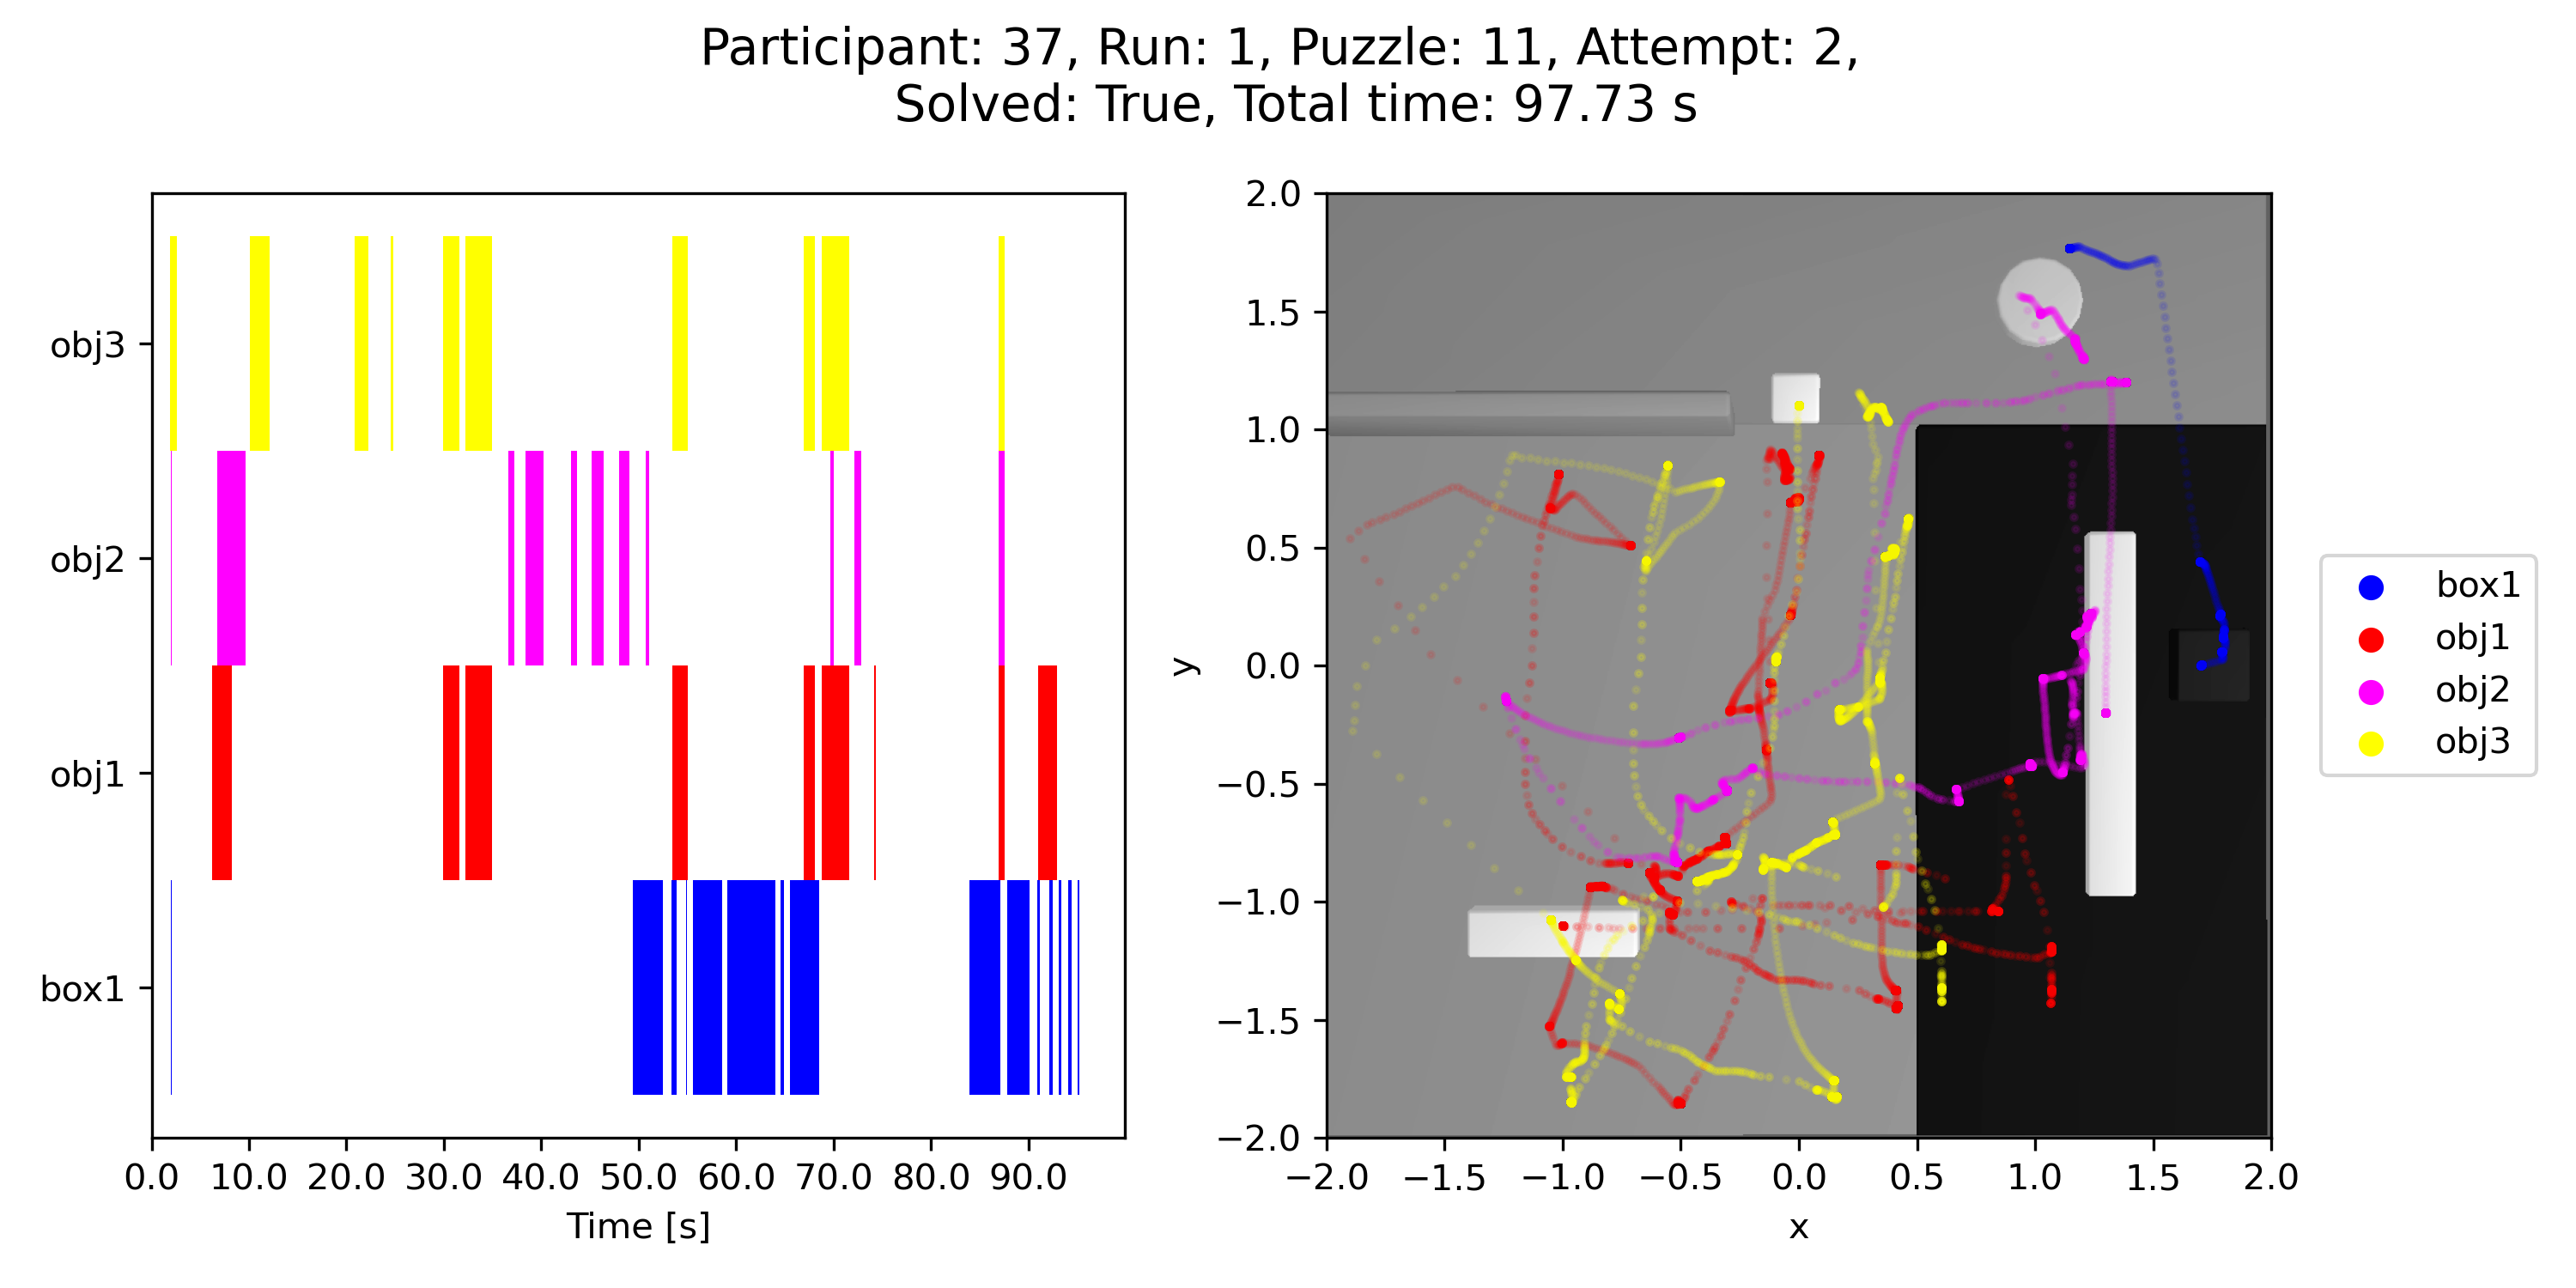 Participant: 37, Run: 1, Puzzle: 11, Attempt: 2,
Solved: True, Total time: 97.73 s
obj3
obj2
obj1
box1
0.0 10.0 20.0 30.0 40.0 50.0 60.0 70.0 80.0 90.0
Time [s]
2.0
1.5
1.0
0.5
0.0
−0.5
−1.0
−1.5
−2.0
y
−2.0 −1.5 −1.0 −0.5 0.0 0.5 1.0 1.5 2.0
x
box1
obj1
obj2
obj3